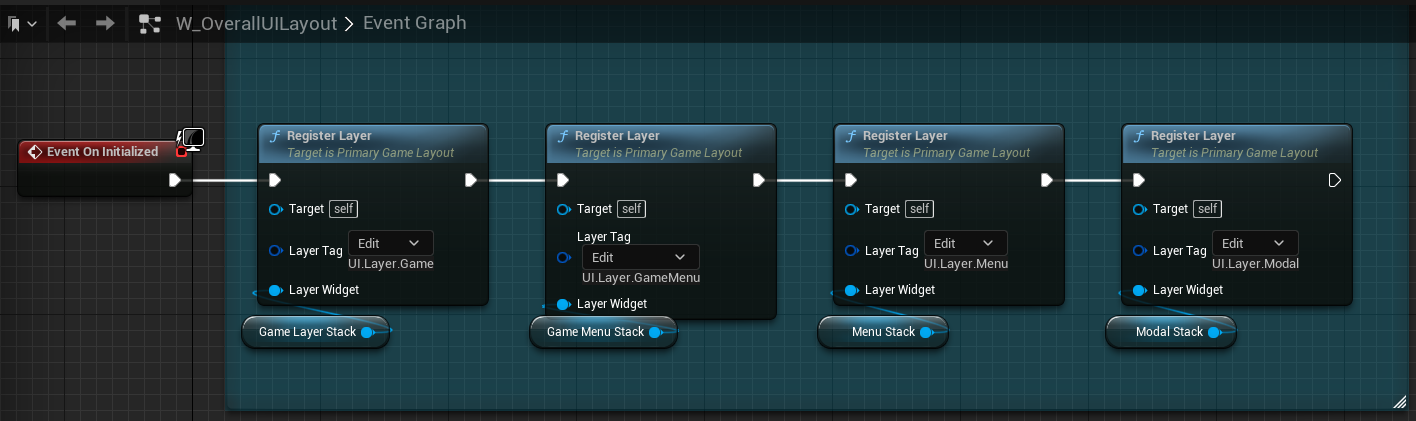 W_OverallUILayout > Event Graph
Event On Initialized
Register Layer
Target is Primary Game Layout
Target self
Layer Tag Edit
UI.Layer.Game
Layer Widget
Game Layer Stack
Register Layer
Target is Primary Game Layout
Target self
Layer Tag
Edit
UI.Layer.GameMenu
Layer Widget
Game Menu Stack
Register Layer
Target is Primary Game Layout
Target self
Layer Tag Edit
UI.Layer.Menu
Layer Widget
Menu Stack
Register Layer
Target is Primary Game Layout
Target self
Layer Tag Edit
UI.Layer.Modal
Layer Widget
Modal Stack